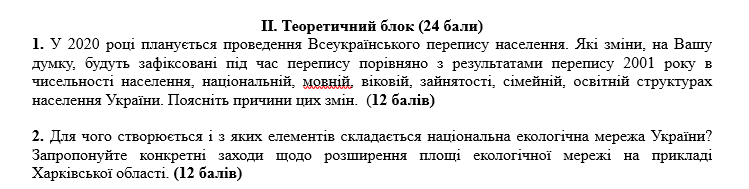 ІІ. Теоретичний блок (24 бали)
1. У 2020 році планується проведення Всеукраїнського перепису населення. Які зміни, на Вашу
думку, будуть зафіксовані під час перепису порівняно з результатами перепису 2001 року в
чисельності населення, національній, мовній, віковій, зайнятості, сімейній, освітній структурах
населення України. Поясніть причини цих змін. (12 балів)
2. Для чого створюється і з яких елементів складається національна екологічна мережа України?
Запропонуйте конкретні заходи щодо розширення площі екологічної мережі на прикладі
Харківської області. (12 балів)